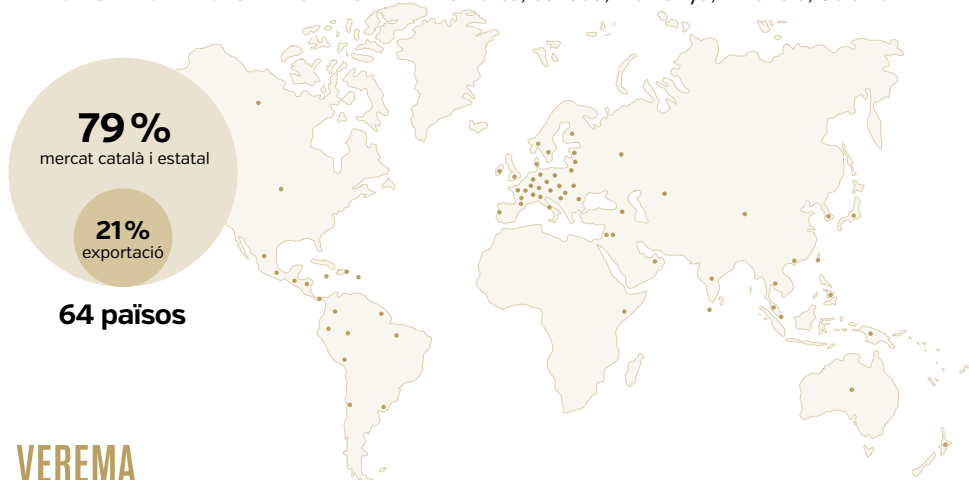 79 %
mercat català i estatal
21 %
exportació
64 països
VEREMA